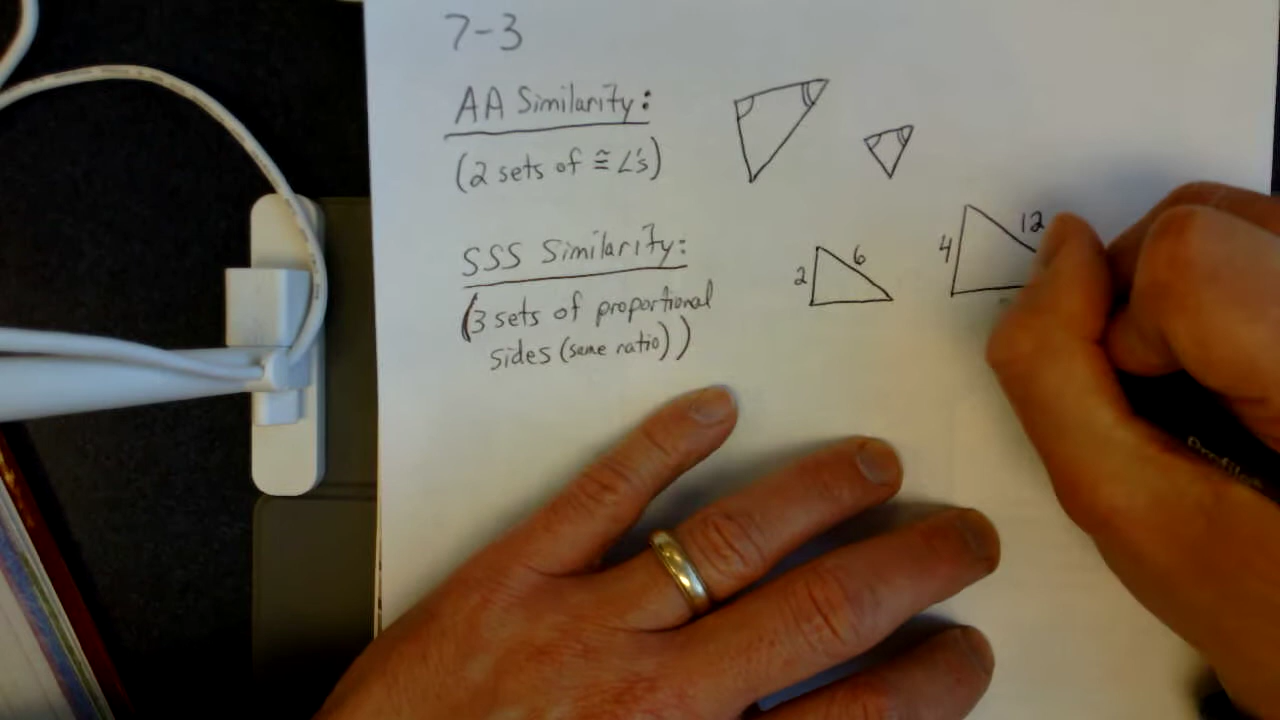 7-3
AA Similarity:
(2 sets of ≅ ∠'s)
SSS Similarity:
(3 sets of proportional
sides (same ratio))
2
6
4
12